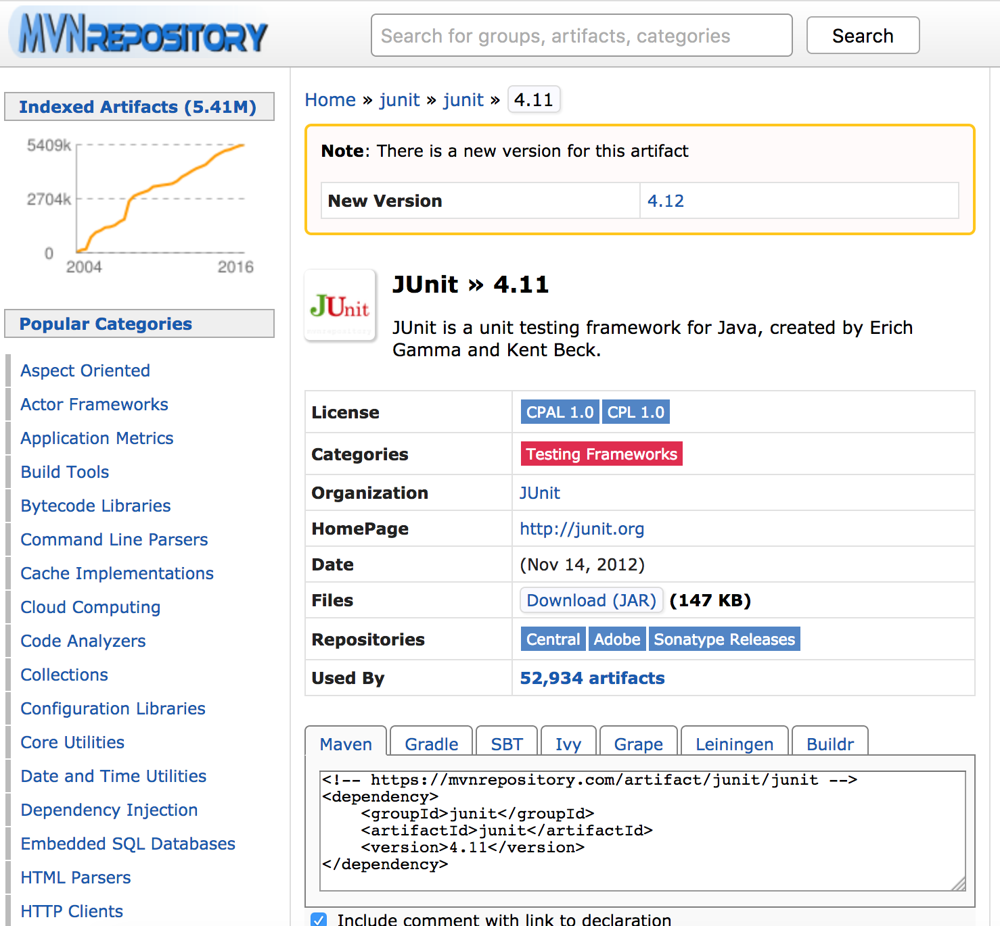 MVNREPOSITORY
Search for groups, artifacts, categories
Search
Indexed Artifacts (5.41M)
5409k
2704k
0
2004
2016
Popular Categories
Aspect Oriented
Actor Frameworks
Application Metrics
Build Tools
Bytecode Libraries
Command Line Parsers
Cache Implementations
Cloud Computing
Code Analyzers
Collections
Configuration Libraries
Core Utilities
Date and Time Utilities
Dependency Injection
Embedded SQL Databases
HTML Parsers
HTTP Clients
Home » junit » junit » 4.11
Note: There is a new version for this artifact
New Version 4.12
JUnit
mvnrepository
JUnit » 4.11
JUnit is a unit testing framework for Java, created by Erich
Gamma and Kent Beck.
License CPAL 1.0 CPL 1.0
Categories Testing Frameworks
Organization JUnit
HomePage http://junit.org
Date (Nov 14, 2012)
Files Download (JAR) (147 KB)
Repositories Central Adobe Sonatype Releases
Used By 52,934 artifacts
Maven Gradle SBT Ivy Grape Leiningen Buildr
<!-- https://mvnrepository.com/artifact/junit/junit -->
<dependency>
    <groupId>junit</groupId>
    <artifactId>junit</artifactId>
    <version>4.11</version>
</dependency>
Include comment with link to declaration